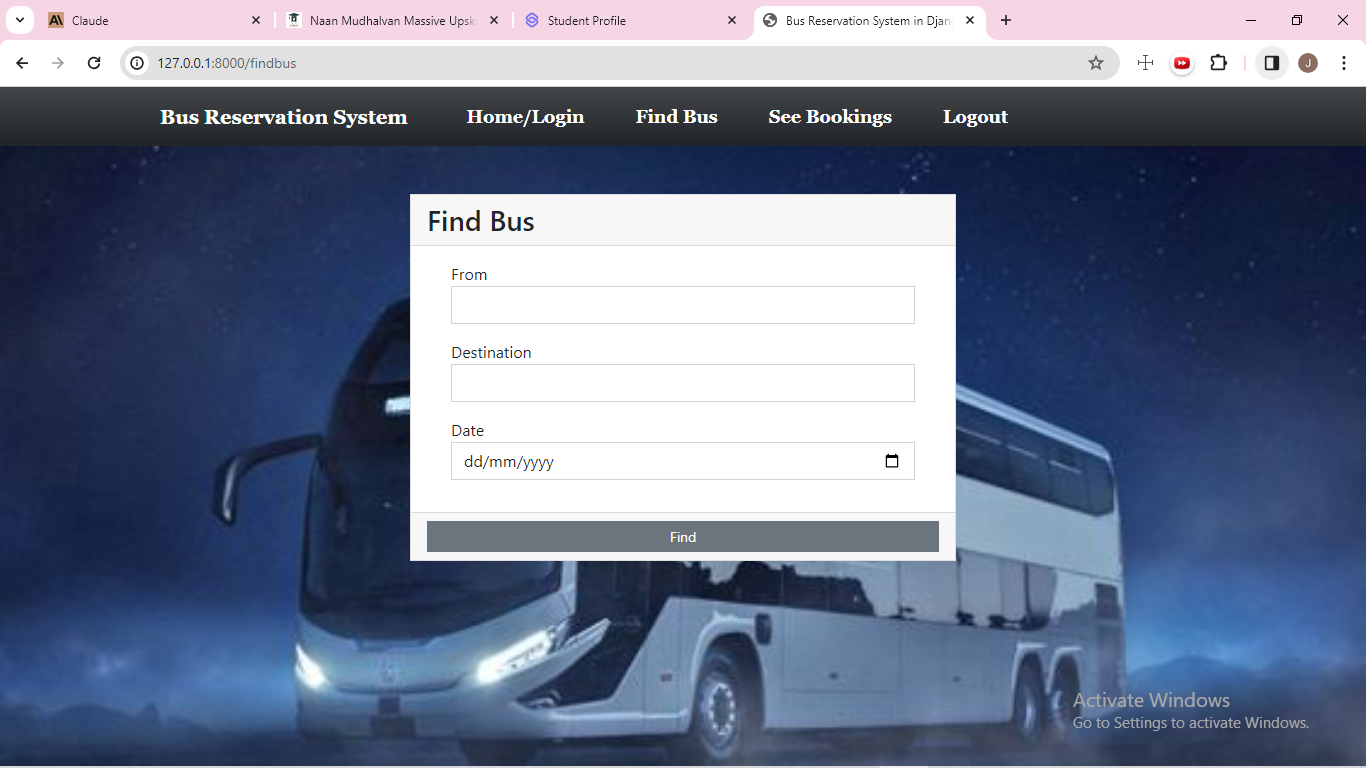 Claude
Naan Mudhalvan Massive Upsk
Student Profile
Bus Reservation System in Djan
127.0.0.1:8000/findbus
J
Bus Reservation System Home/Login Find Bus See Bookings Logout
Find Bus
From
Destination
Date
dd/mm/yyyy
Find
Activate Windows
Go to Settings to activate Windows.